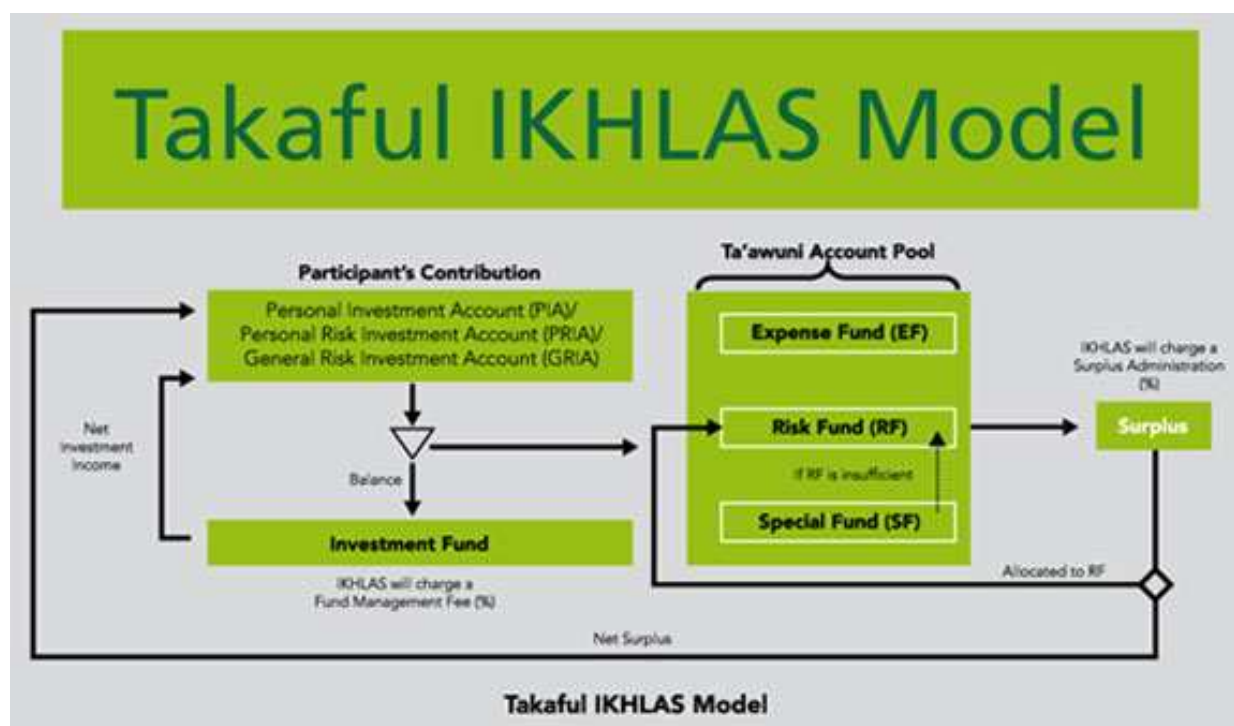 Takaful IKHLAS Model
Participant's Contribution
Personal Investment Account (PIA)/
Personal Risk Investment Account (PRIA)/
General Risk Investment Account (GRIA)
Net
Investment
Income
Balance
Investment Fund
IKHLAS will charge a
Fund Management Fee (%)
Ta'awuni Account Pool
Expense Fund (EF)
Risk Fund (RF)
If RF is insufficient
Special Fund (SF)
IKHLAS will charge a
Surplus Administration
(%)
Surplus
Allocated to RF
Net Surplus
Takaful IKHLAS Model